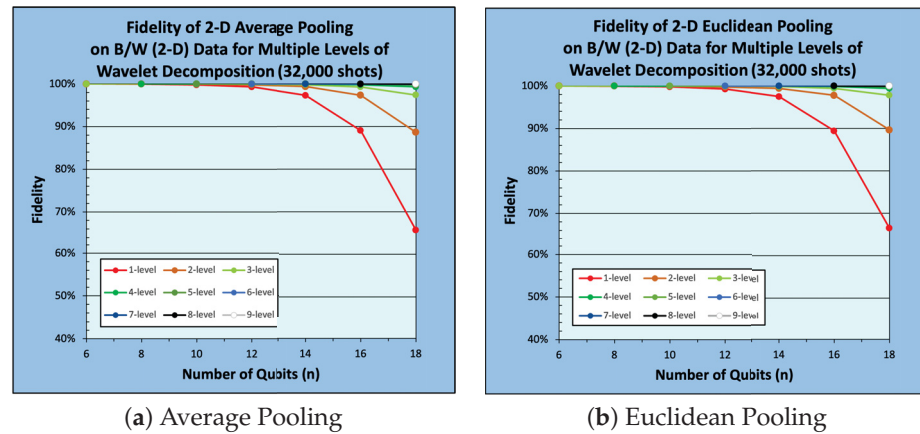 Fidelity of 2-D Average Pooling
on B/W (2-D) Data for Multiple Levels of
Wavelet Decomposition (32,000 shots)
100%
90%
80%
70%
60%
50%
40%
Fidelity
1-level 2-level 3-level
4-level 5-level 6-level
7-level 8-level 9-level
6 8 10 12 14 16 18
Number of Qubits (n)
(a) Average Pooling
Fidelity of 2-D Euclidean Pooling
on B/W (2-D) Data for Multiple Levels of
Wavelet Decomposition (32,000 shots)
100%
90%
80%
70%
60%
50%
40%
Fidelity
1-level 2-level 3-level
4-level 5-level 6-level
7-level 8-level 9-level
6 8 10 12 14 16 18
Number of Qubits (n)
(b) Euclidean Pooling